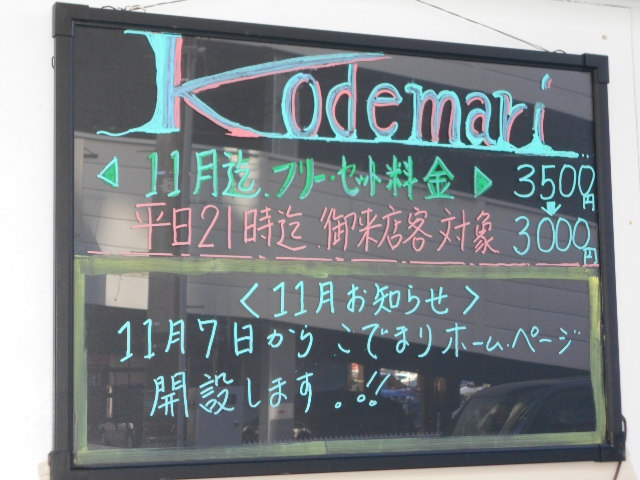 Kodemari
◀ 11月迄.フリー・セット料金 ▶ 3500円
↓
平日21時迄 御来店客対象 3000円
<11月お知らせ>
11月7日から こでまりホーム・ページ
開設します。!!